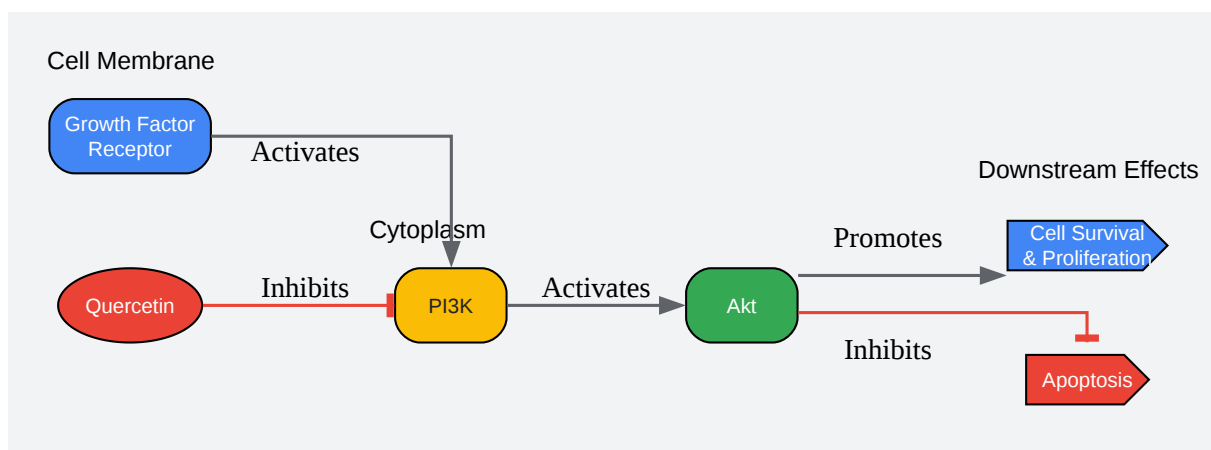 Cell Membrane
Growth Factor
Receptor
Activates
Downstream Effects
Cytoplasm
Promotes
Cell Survival
& Proliferation
Quercetin
Inhibits
PI3K
Activates
Akt
Inhibits
Apoptosis